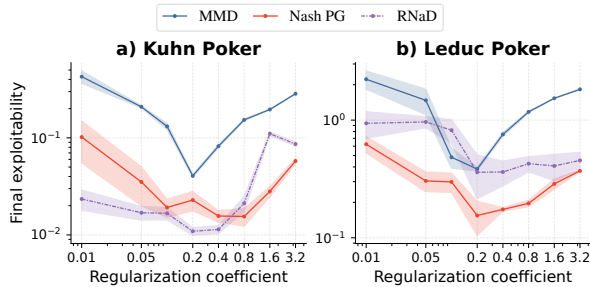 MMD Nash PG RNaD
a) Kuhn Poker
b) Leduc Poker
Final exploitability
10⁻¹
10⁻²
10⁰
10⁻¹
0.01 0.05 0.2 0.4 0.8 1.6 3.2
0.01 0.05 0.2 0.4 0.8 1.6 3.2
Regularization coefficient
Regularization coefficient